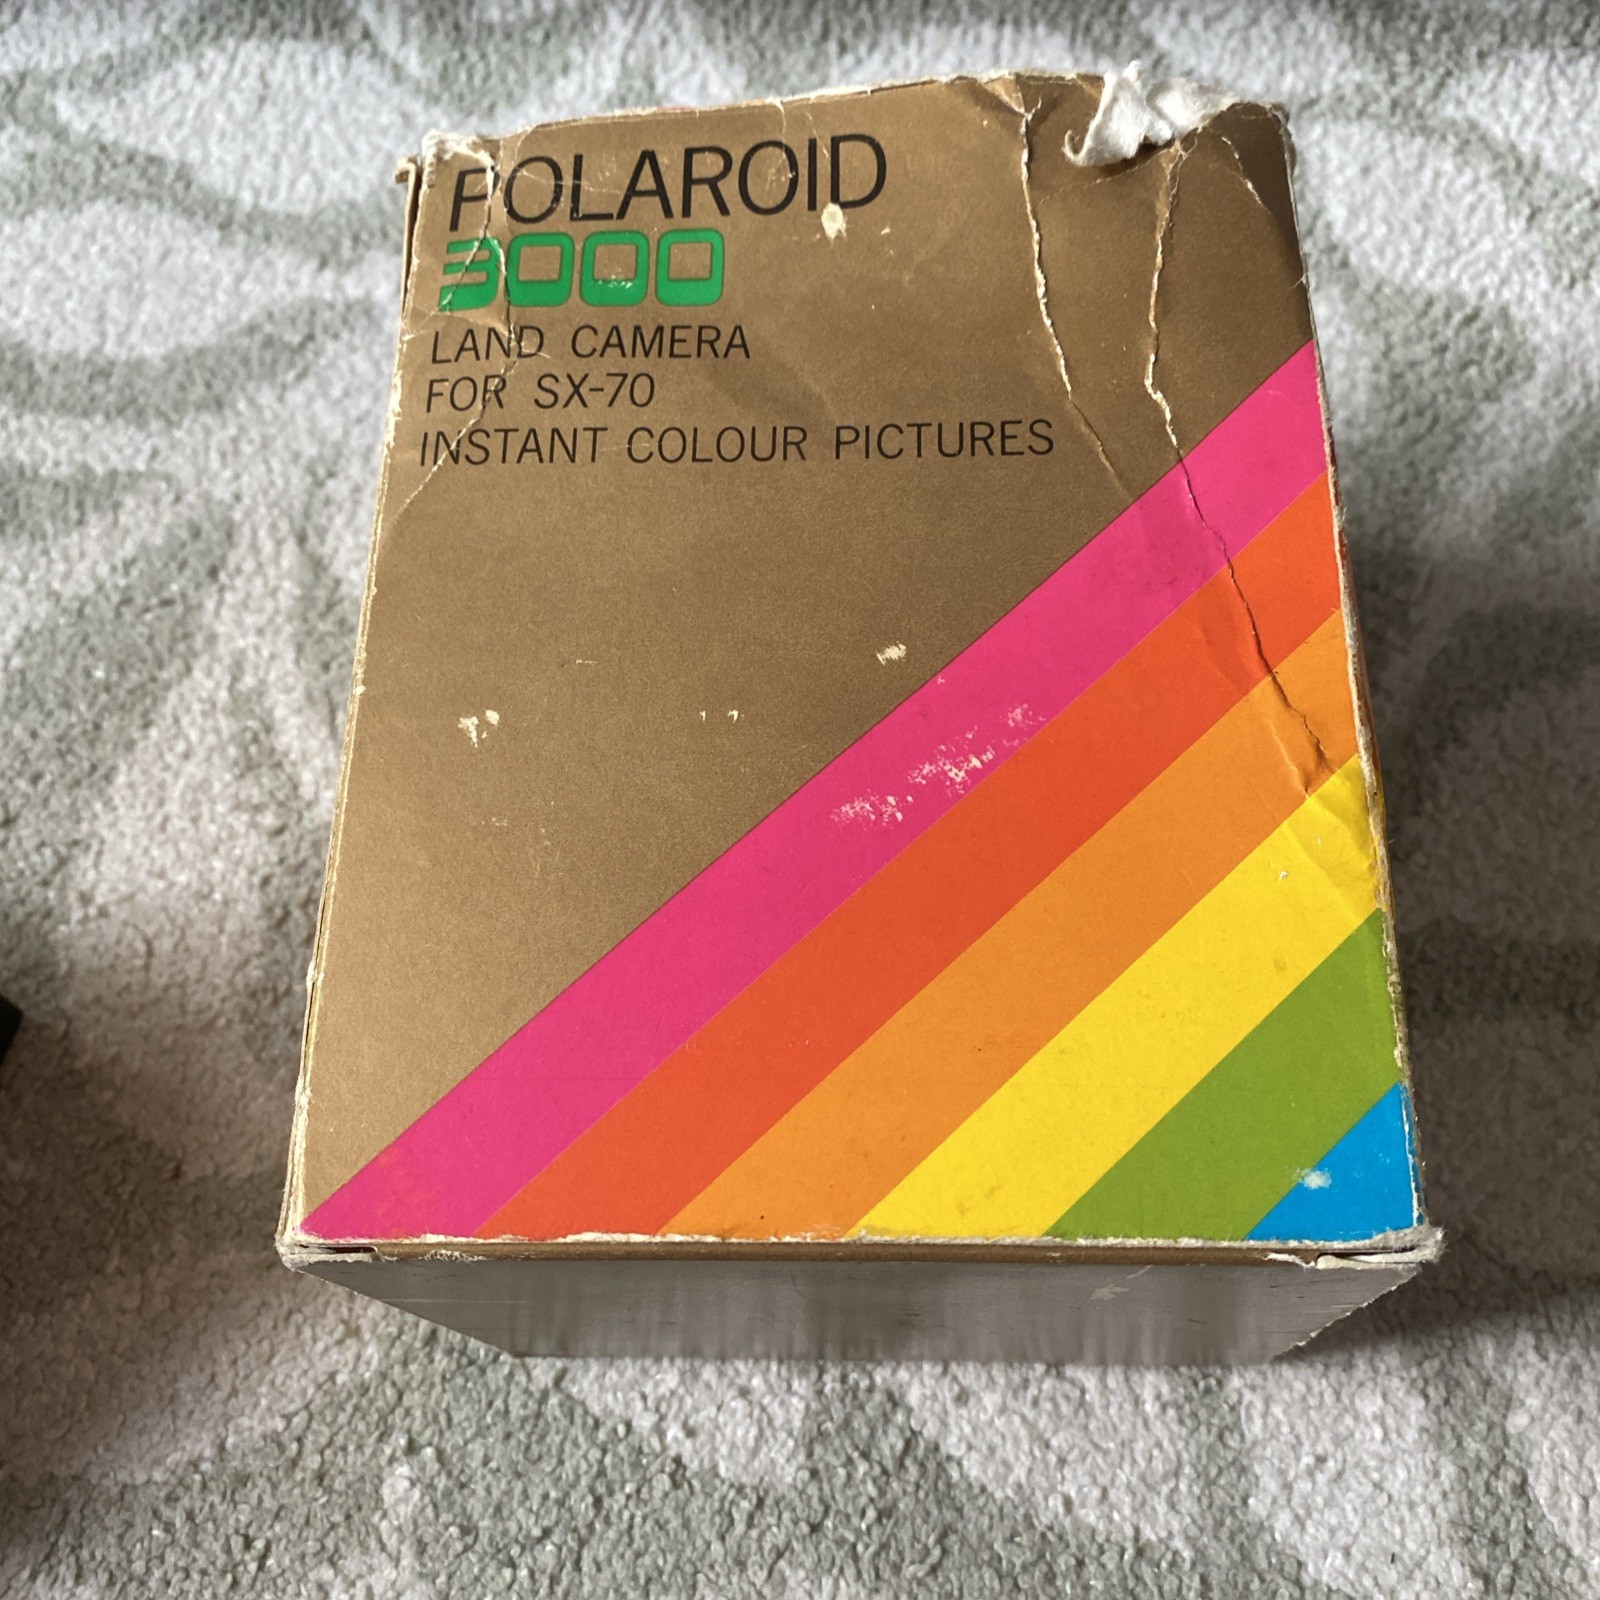 POLAROID
3000
LAND CAMERA
FOR SX-70
INSTANT COLOUR PICTURES